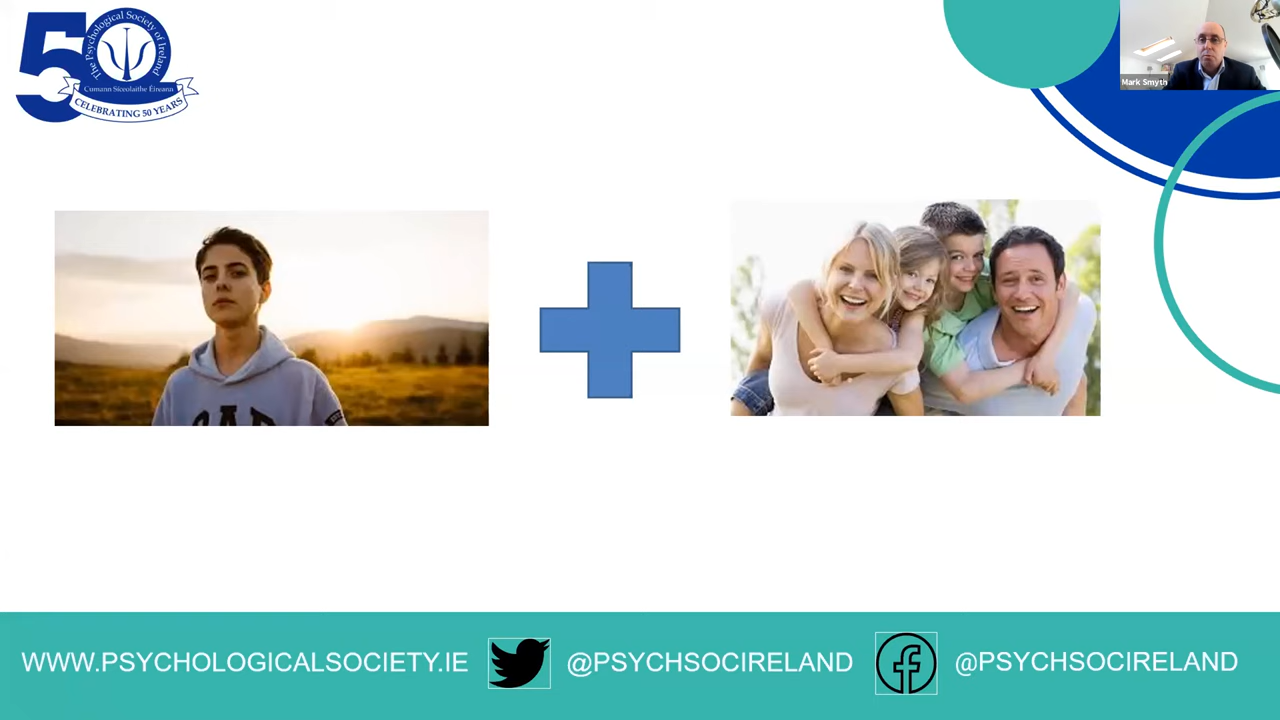 50
The Psychological Society of Ireland
Cumann Síceolaithe Éireann
CELEBRATING 50 YEARS
Mark Smyth
GAP
WWW.PSYCHOLOGICALSOCIETY.IE
@PSYCHSOCIRELAND
@PSYCHSOCIRELAND